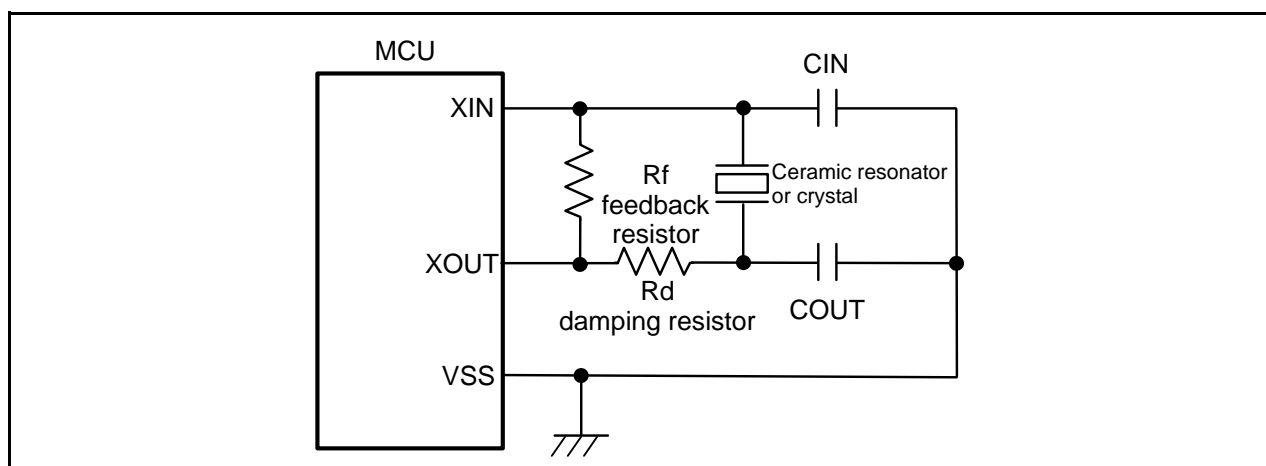 MCU
CIN
XIN
Ceramic resonator
or crystal
Rf
feedback
resistor
XOUT
Rd
damping resistor
COUT
VSS